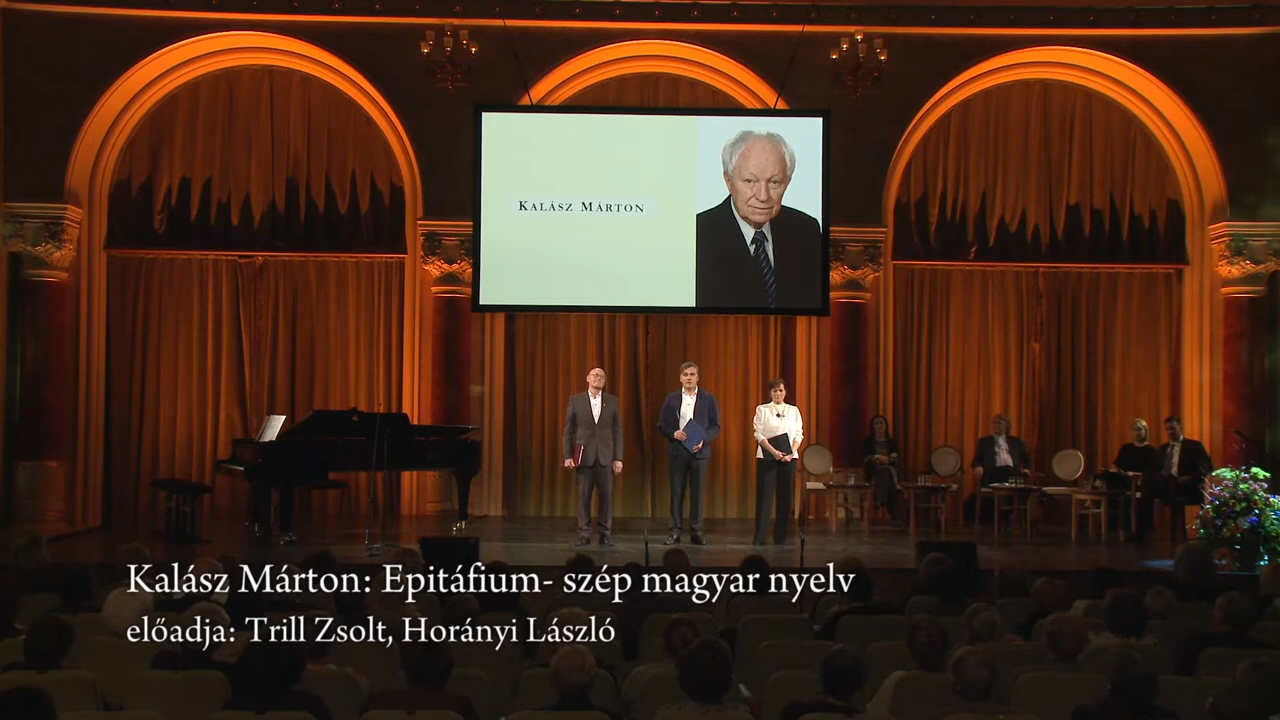 KALÁSZ MÁRTON
Kalász Márton: Epitáfium- szép magyar nyelv
előadja: Trill Zsolt, Horányi László